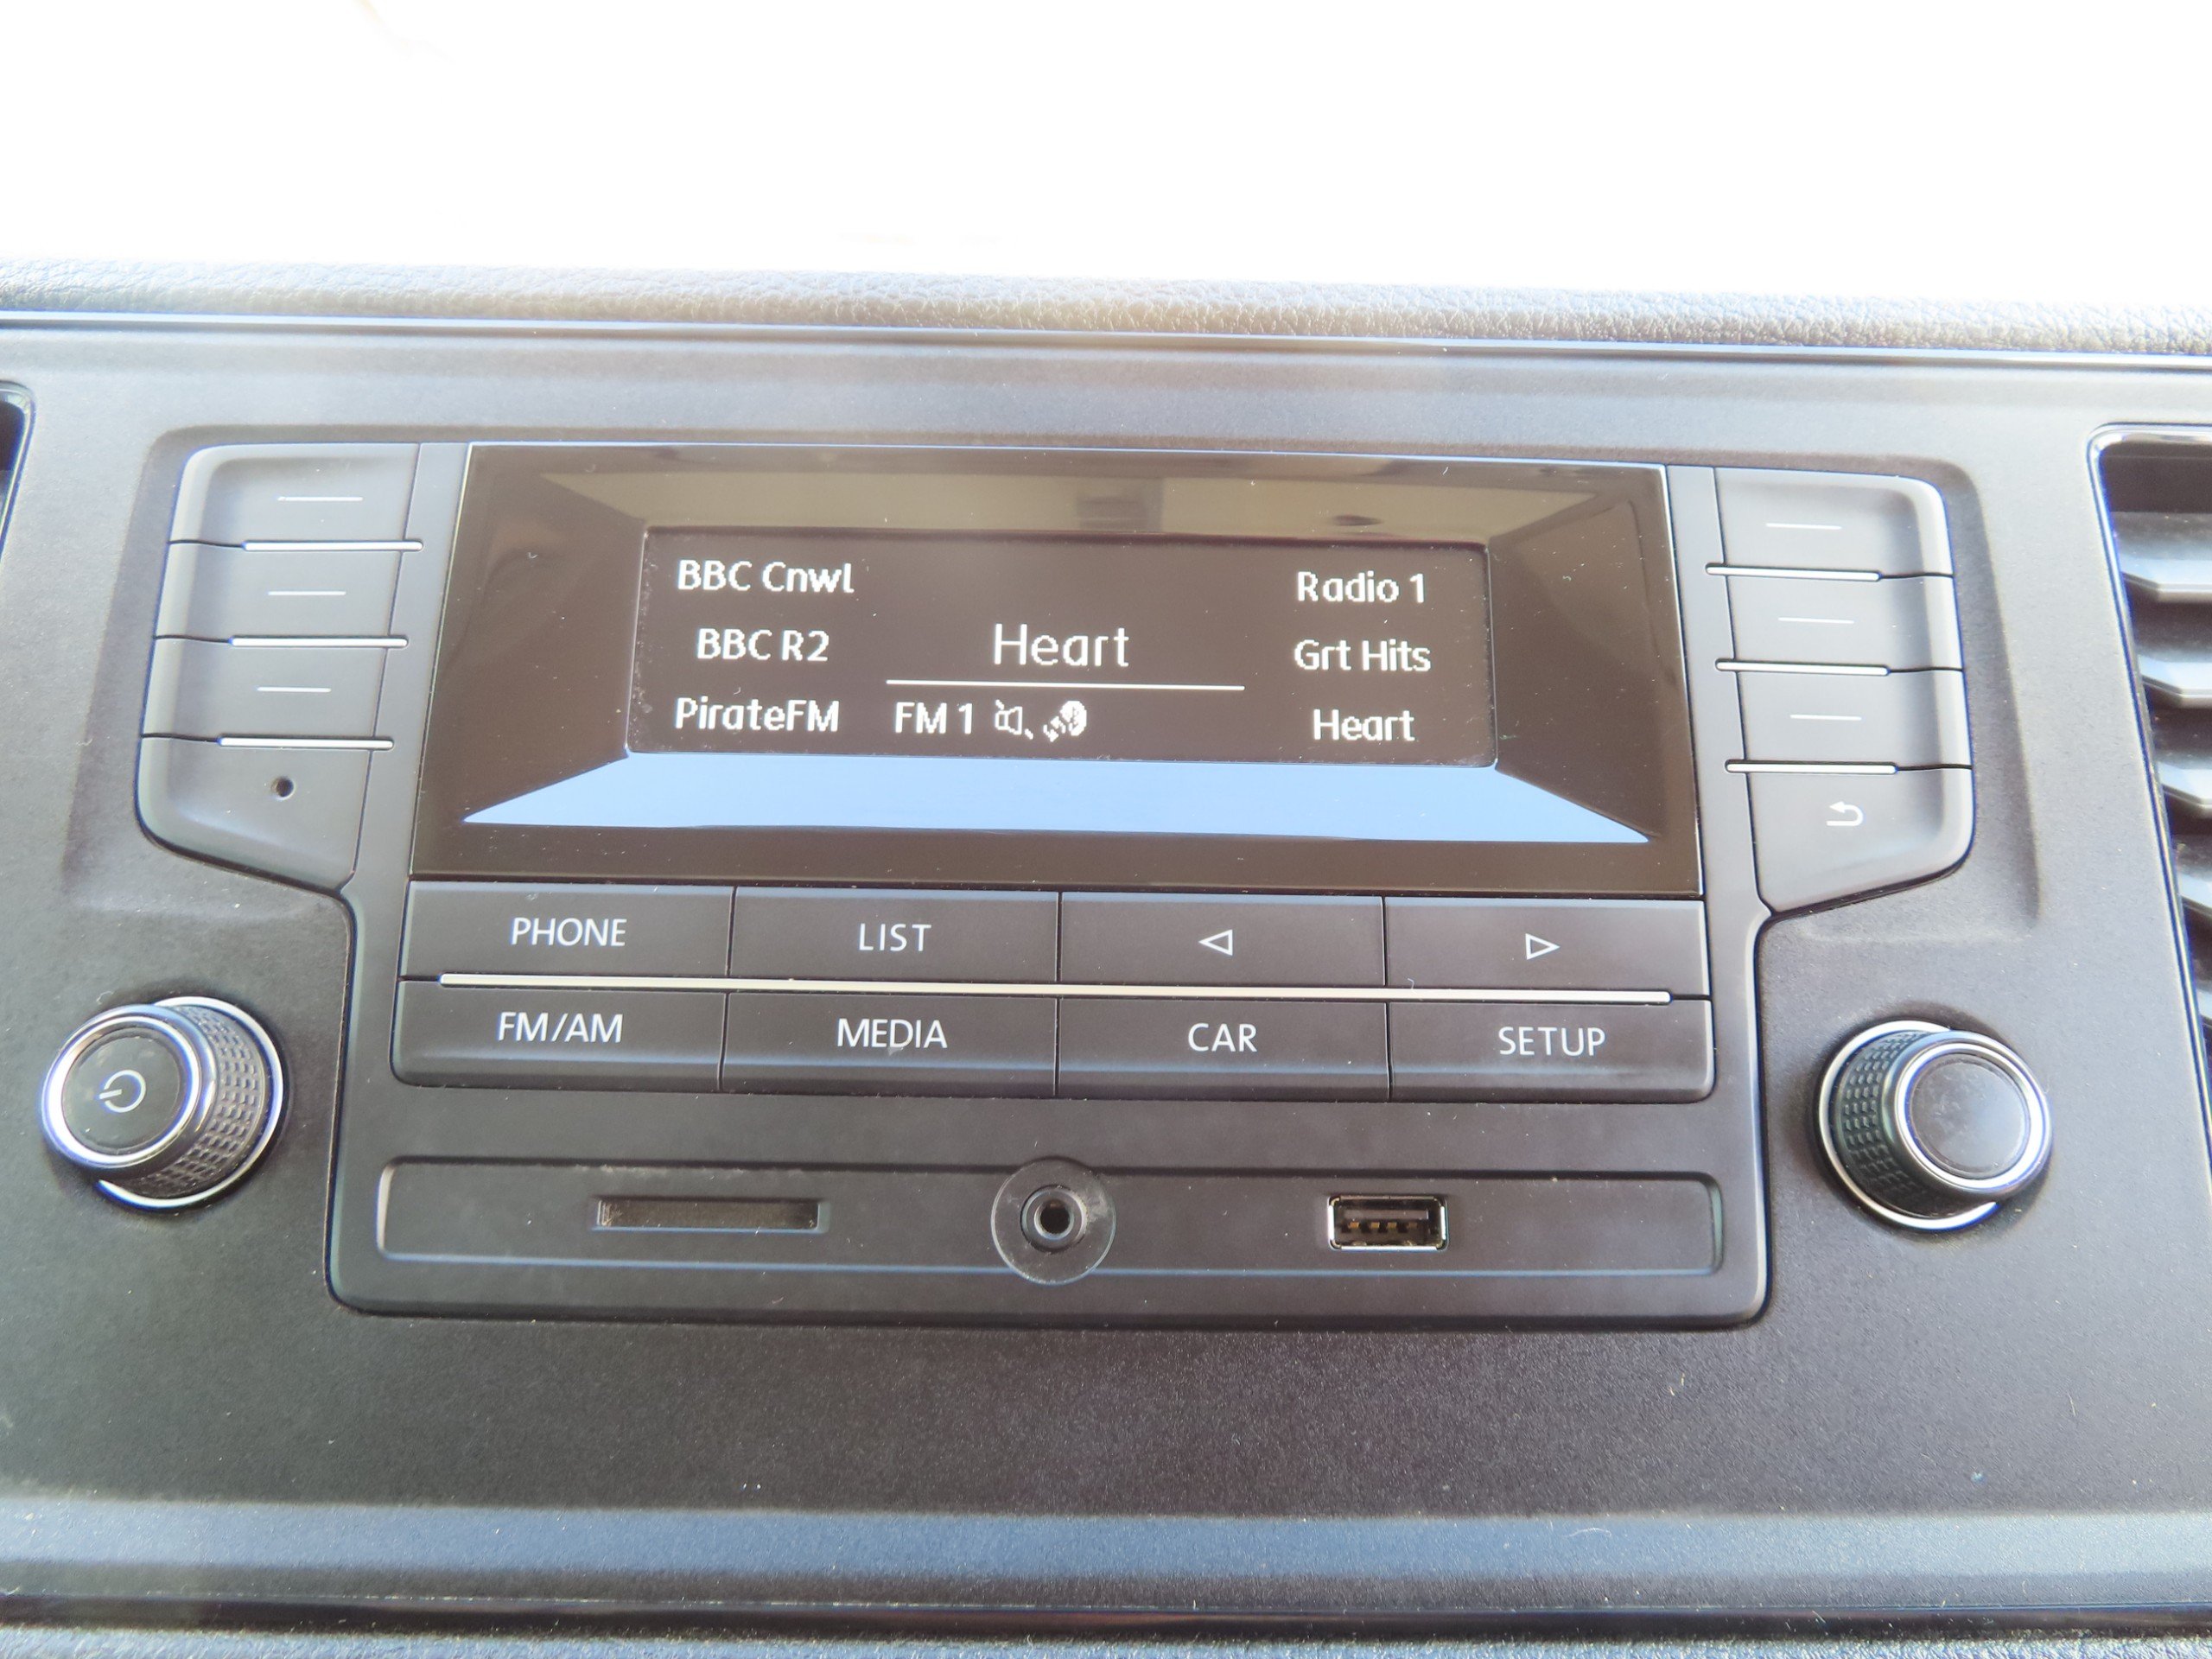 BBC Cnwl
Radio 1
BBC R2
Heart
Grt Hits
PirateFM
FM 1
Heart
PHONE
LIST
FM/AM
MEDIA
CAR
SETUP